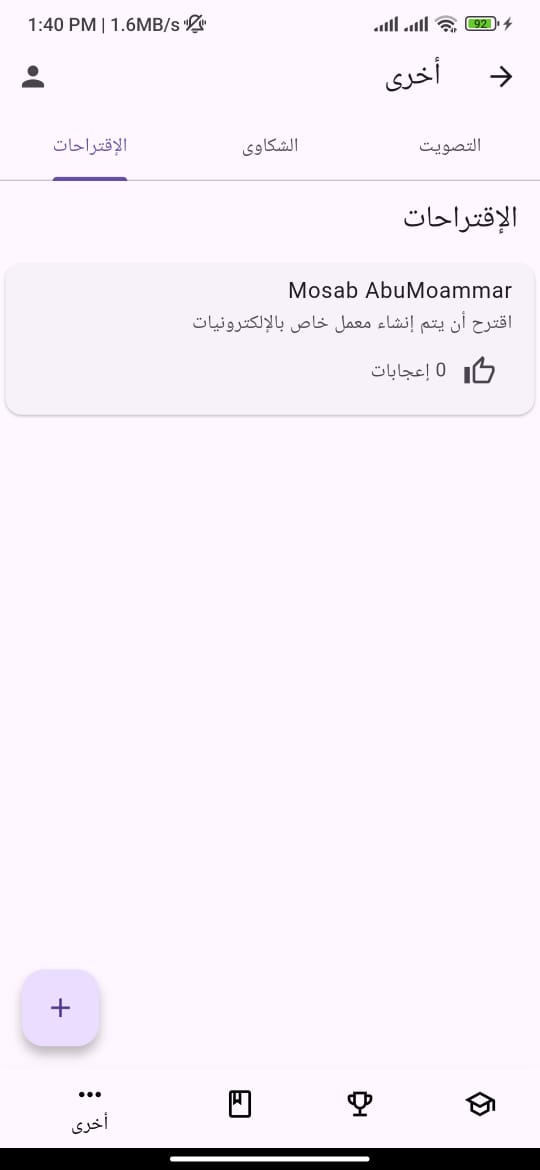 1:40 PM | 1.6MB/s
92
أخرى
التصويت
الشكاوى
الإقتراحات
الإقتراحات
Mosab AbuMoammar
اقترح أن يتم إنشاء معمل خاص بالإلكترونيات
0 إعجابات
أخرى